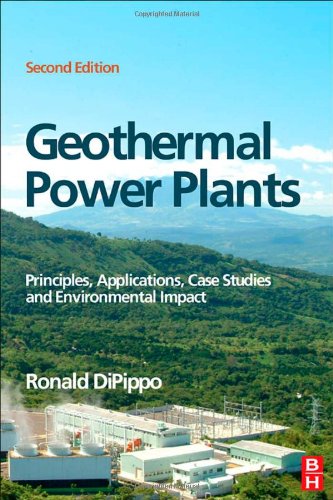 Second Edition
Geothermal
Power Plants
Principles, Applications, Case Studies
and Environmental Impact
Ronald DiPippo
B
H